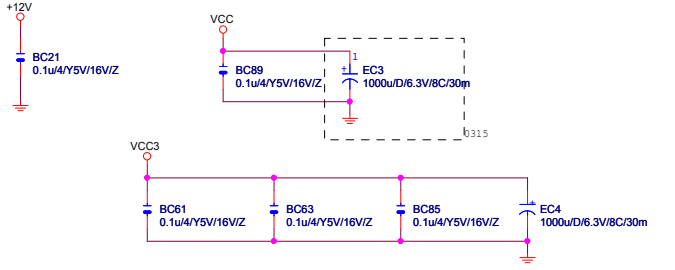 +12V
BC21
0.1u/4/Y5V/16V/Z
VCC
BC89
0.1u/4/Y5V/16V/Z
1
+
EC3
1000u/D/6.3V/8C/30m
0315
VCC3
BC61
0.1u/4/Y5V/16V/Z
BC63
0.1u/4/Y5V/16V/Z
BC85
0.1u/4/Y5V/16V/Z
+
EC4
1000u/D/6.3V/8C/30m